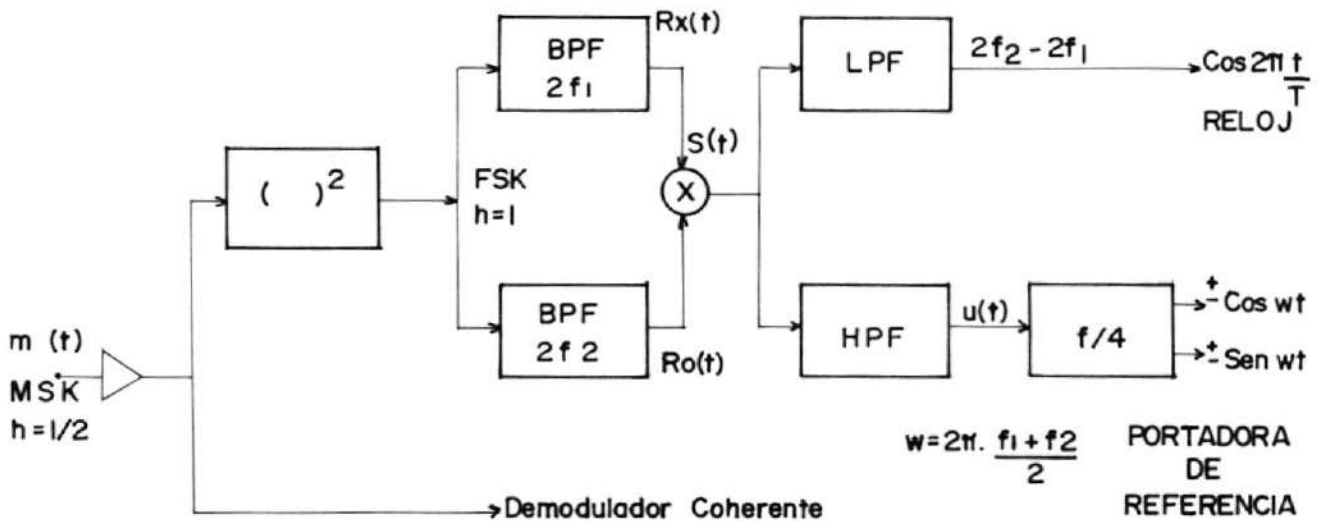 BPF
2f1
Rx(t)
LPF
2f2 - 2f1
Cos 2π t/T
RELOJ
S(t)
( )²
FSK
h=1
X
BPF
2f2
Ro(t)
HPF
u(t)
f/4
+- Cos wt
+- Sen wt
m (t)
MSK
h=1/2
w=2π. f1+f2/2
PORTADORA
DE
REFERENCIA
Demodulador Coherente